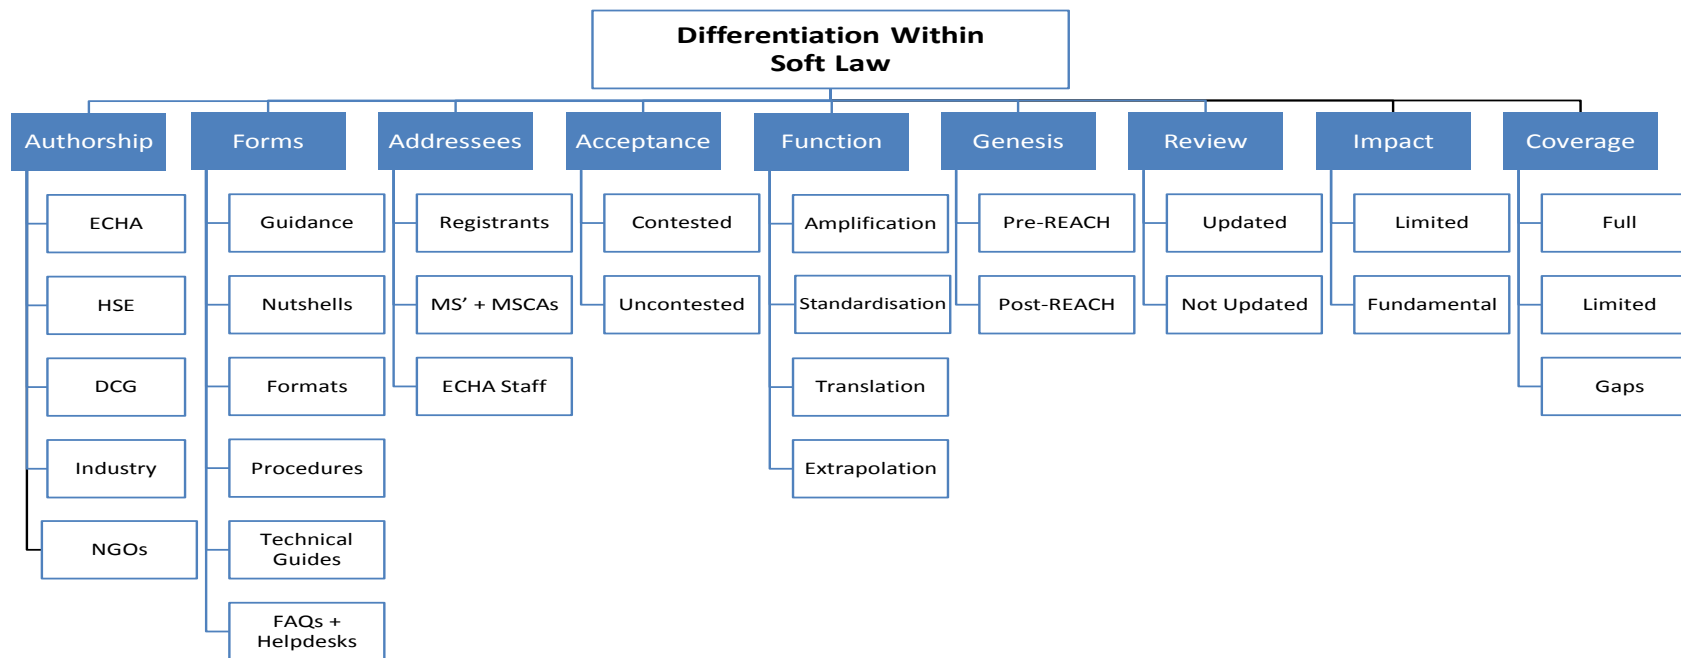 Differentiation Within
Soft Law
Authorship
Forms
Addressees
Acceptance
Function
Genesis
Review
Impact
Coverage
ECHA
Guidance
Registrants
Contested
Amplification
Pre-REACH
Updated
Limited
Full
HSE
Nutshells
MS’ + MSCAs
Uncontested
Standardisation
Post-REACH
Not Updated
Fundamental
Limited
DCG
Formats
ECHA Staff
Translation
Gaps
Industry
Procedures
Extrapolation
NGOs
Technical
Guides
FAQs +
Helpdesks